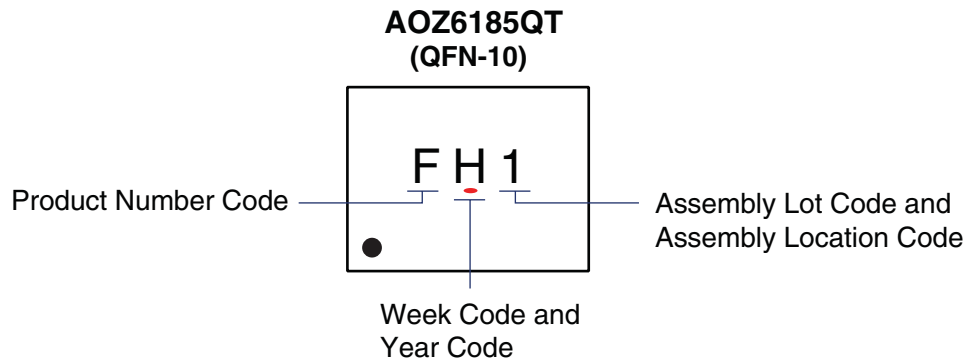 AOZ6185QT
(QFN-10)
F H 1
Product Number Code
Assembly Lot Code and
Assembly Location Code
Week Code and
Year Code